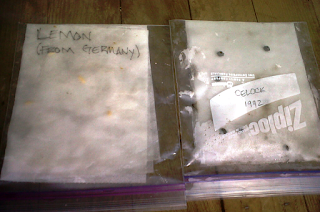 LEMON
(FROM GERMANY)
CELOCK
1992
Ziploc